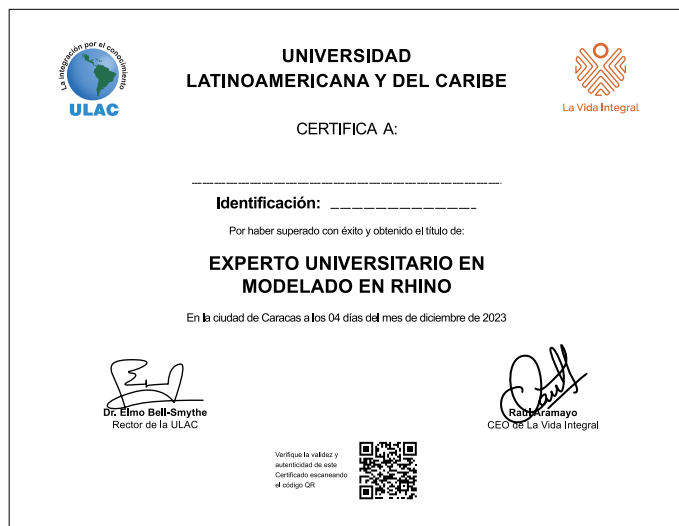 La integración por el conocimiento
ULAC
UNIVERSIDAD
LATINOAMERICANA Y DEL CARIBE
La Vida Integral
CERTIFICA A:
Identificación:
Por haber superado con éxito y obtenido el título de:
EXPERTO UNIVERSITARIO EN
MODELADO EN RHINO
En la ciudad de Caracas a los 04 días del mes de diciembre de 2023
Dr. Elmo Bell-Smythe
Rector de la ULAC
Raúl Aramayo
CEO de La Vida Integral
Verifique la validez y
autenticidad de este
Certificado escaneando
el código QR